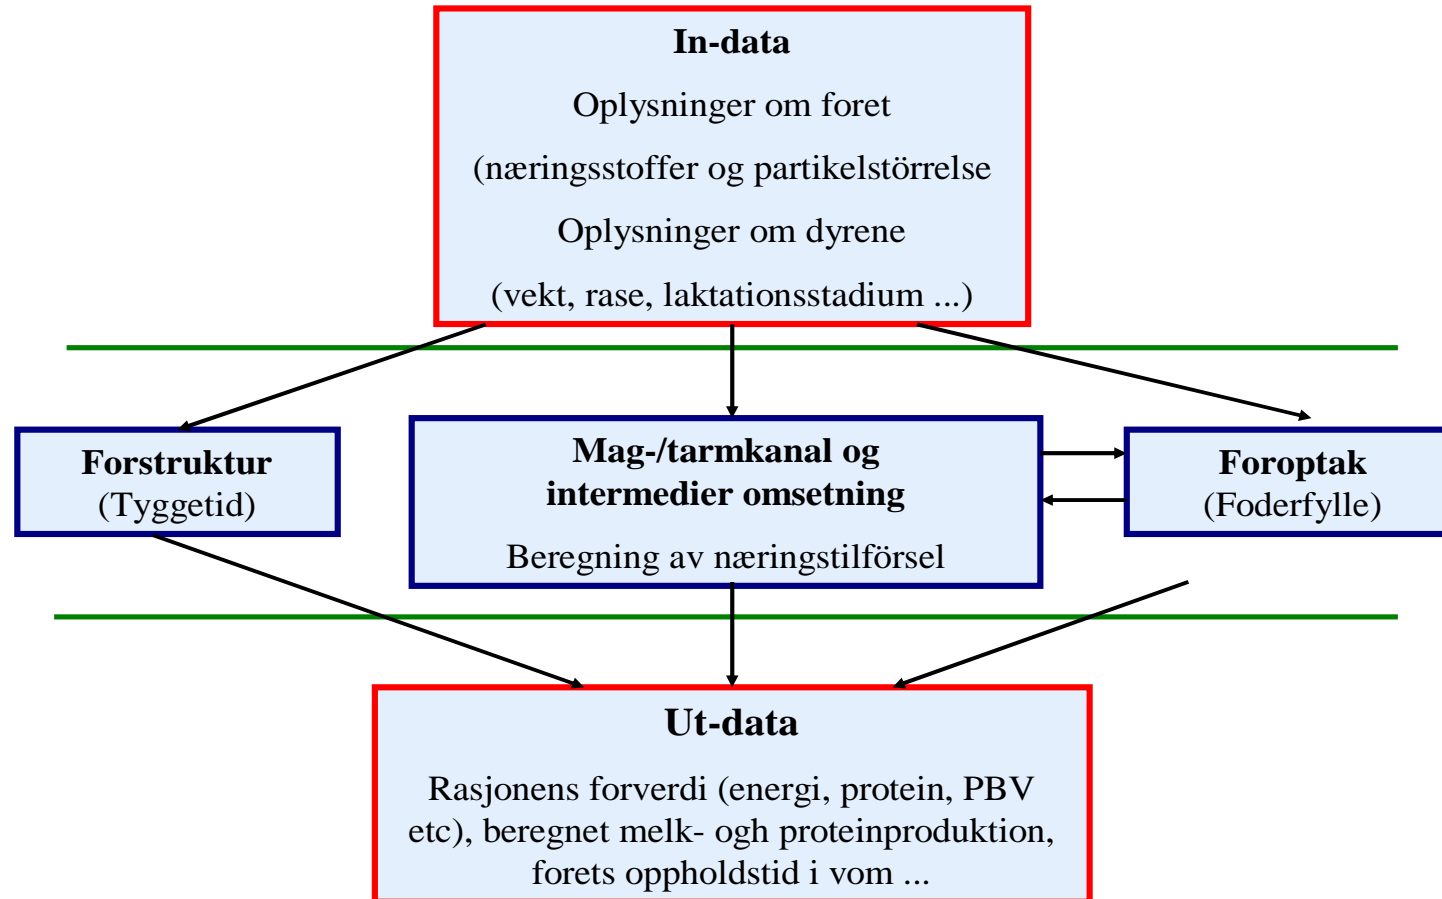 In-data
Oplysninger om foret
(næringsstoffer og partikelstörrelse
Oplysninger om dyrene
(vekt, rase, laktationsstadium ...)
Forstruktur
(Tyggetid)
Mag-/tarmkanal og
intermedier omsetning
Beregning av næringstilförsel
Foroptak
(Foderfylle)
Ut-data
Rasjonens forverdi (energi, protein, PBV
etc), beregnet melk- ogh proteinproduktion,
forets oppholdstid i vom ...